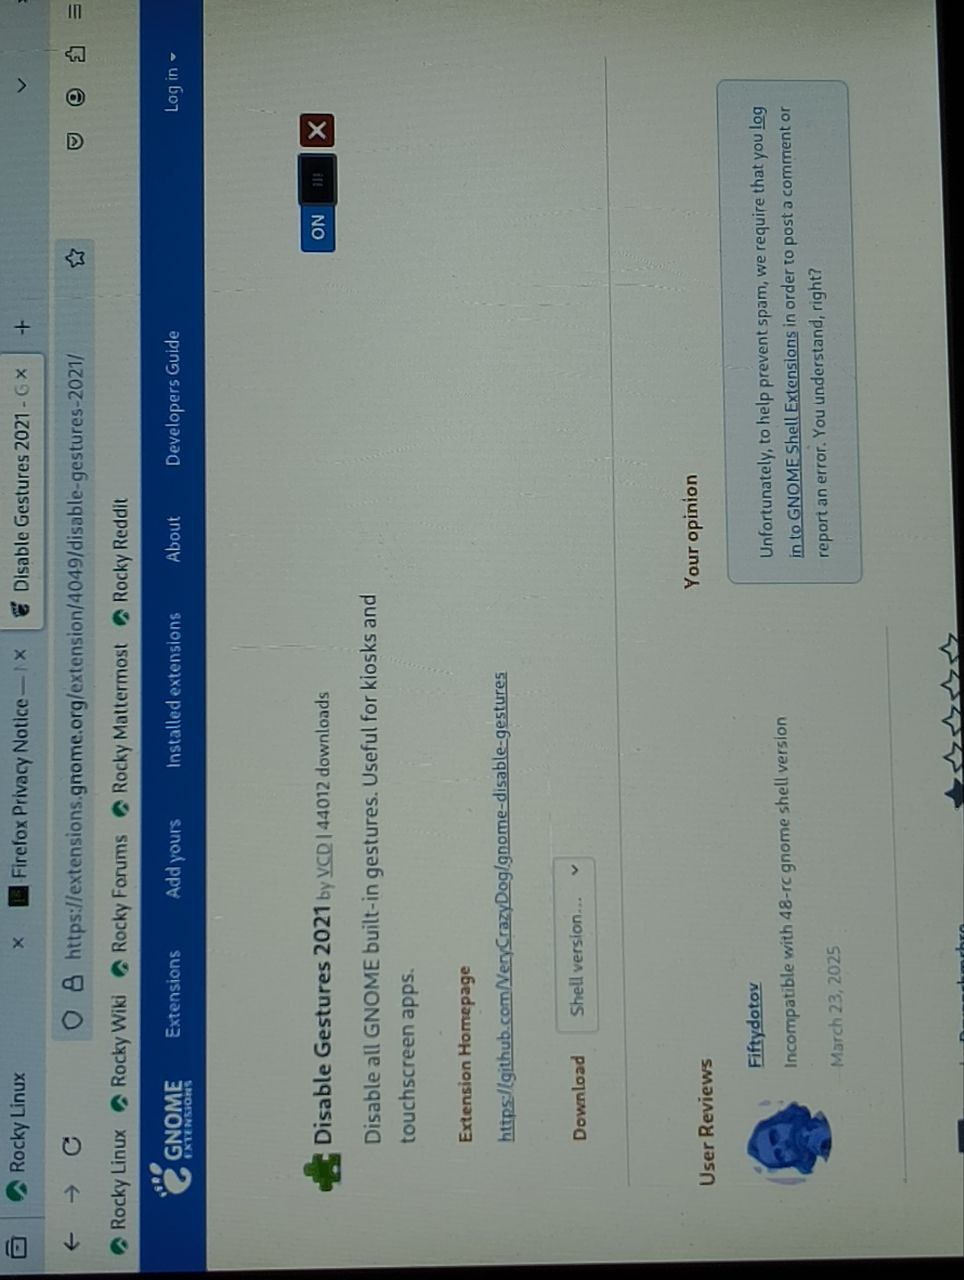 Rocky Linux
Firefox Privacy Notice —
Disable Gestures 2021 - G
https://extensions.gnome.org/extension/4049/disable-gestures-2021/
Rocky Linux Rocky Wiki Rocky Forums Rocky Mattermost Rocky Reddit
GNOME
EXTENSIONS
Extensions Add yours Installed extensions About Developers Guide Log in
Disable Gestures 2021 by VCD | 44012 downloads
ON
Disable all GNOME built-in gestures. Useful for kiosks and
touchscreen apps.
Extension Homepage
https://github.com/VeryCrazyDog/gnome-disable-gestures
Download Shell version...
User Reviews
Fiftydotov
Incompatible with 48-rc gnome shell version
March 23, 2025
Your opinion
Unfortunately, to help prevent spam, we require that you log
in to GNOME Shell Extensions in order to post a comment or
report an error. You understand, right?